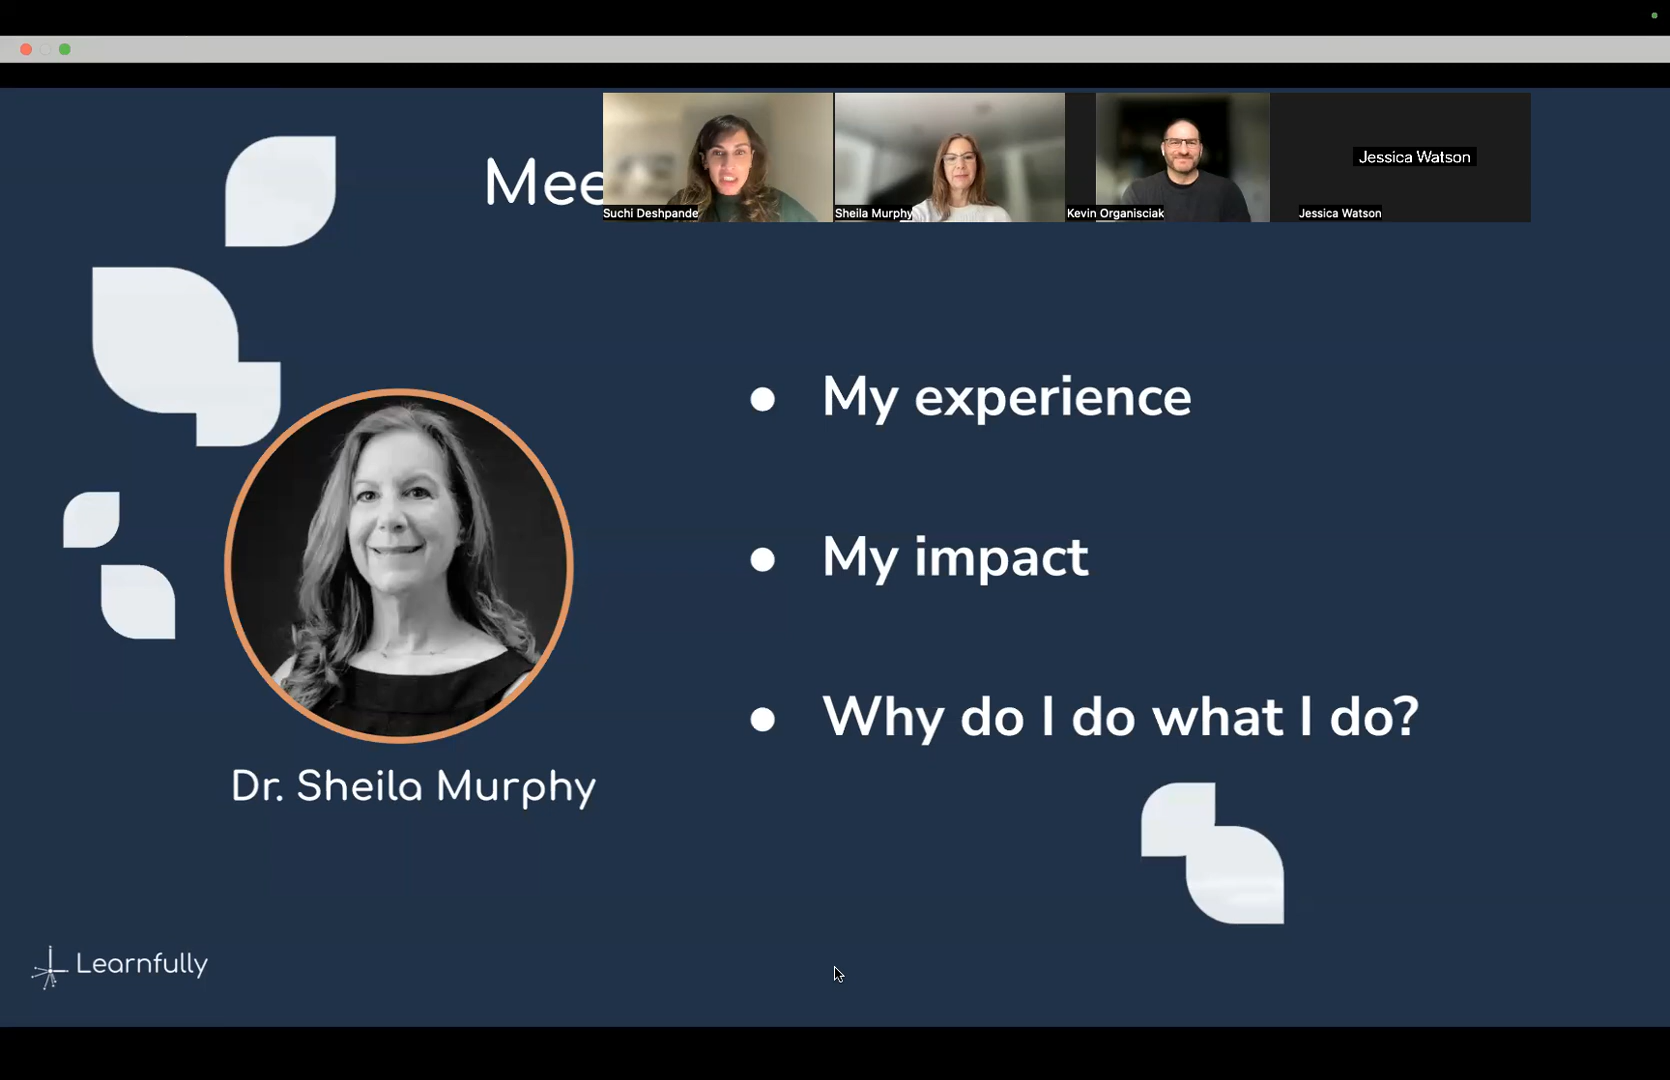 Mee
Suchi Deshpande
Sheila Murphy
Kevin Organisciak
Jessica Watson
Jessica Watson
• My experience
• My impact
• Why do I do what I do?
Dr. Sheila Murphy
Learnfully